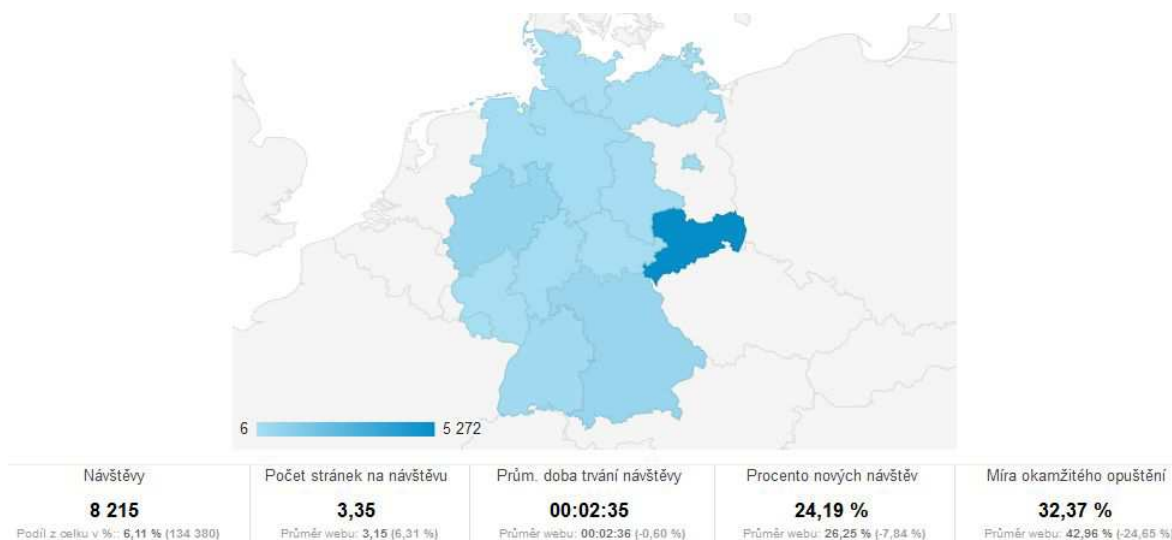 6 5 272
Návštěvy
8 215
Podíl z celku v %:: 6,11 % (134 380)
Počet stránek na návštěvu
3,35
Průměr webu: 3,15 (6,31 %)
Prům. doba trvání návštěvy
00:02:35
Průměr webu: 00:02:36 (-0,60 %)
Procento nových návštěv
24,19 %
Průměr webu: 26,25 % (-7,84 %)
Míra okamžitého opuštění
32,37 %
Průměr webu: 42,96 % (-24,65 %)